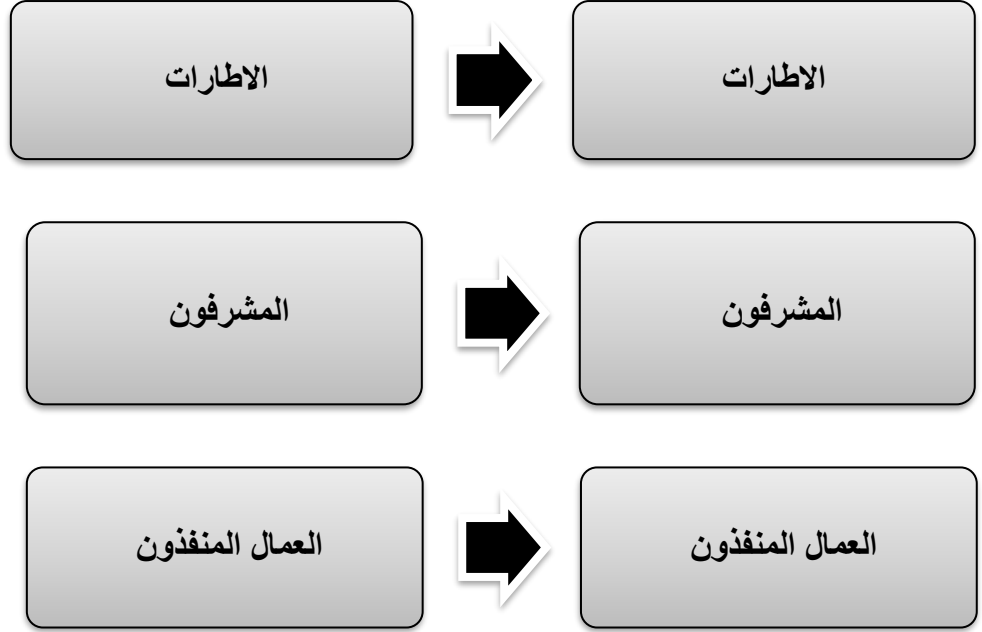 الاطارات
الاطارات
المشرفون
المشرفون
العمال المنفذون
العمال المنفذون